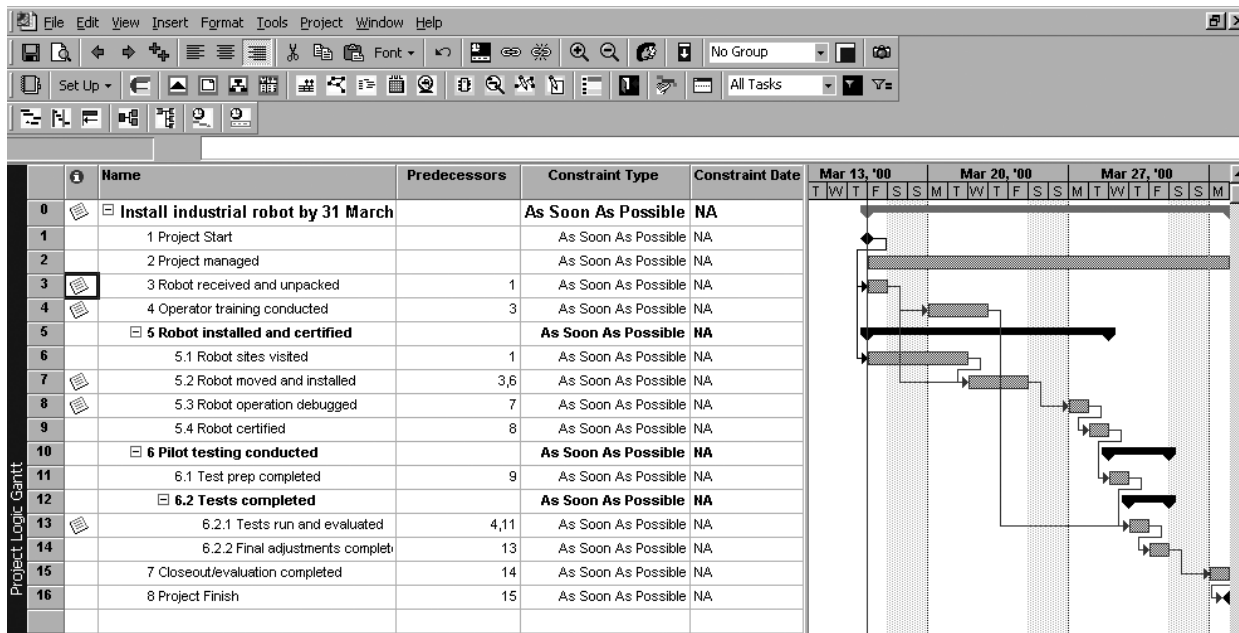 File Edit View Insert Format Tools Project Window Help
Font No Group
Set Up All Tasks
Name Predecessors Constraint Type Constraint Date Mar 13, '00 Mar 20, '00 Mar 27, '00
T W T F S S M T W T F S S M T W T F S S M
0 Install industrial robot by 31 March As Soon As Possible NA
1 1 Project Start As Soon As Possible NA
2 2 Project managed As Soon As Possible NA
3 3 Robot received and unpacked 1 As Soon As Possible NA
4 4 Operator training conducted 3 As Soon As Possible NA
5 5 Robot installed and certified As Soon As Possible NA
6 5.1 Robot sites visited 1 As Soon As Possible NA
7 5.2 Robot moved and installed 3,6 As Soon As Possible NA
8 5.3 Robot operation debugged 7 As Soon As Possible NA
9 5.4 Robot certified 8 As Soon As Possible NA
10 6 Pilot testing conducted As Soon As Possible NA
11 6.1 Test prep completed 9 As Soon As Possible NA
12 6.2 Tests completed As Soon As Possible NA
13 6.2.1 Tests run and evaluated 4,11 As Soon As Possible NA
14 6.2.2 Final adjustments complet 13 As Soon As Possible NA
15 7 Closeout/evaluation completed 14 As Soon As Possible NA
16 8 Project Finish 15 As Soon As Possible NA
Project Logic Gantt